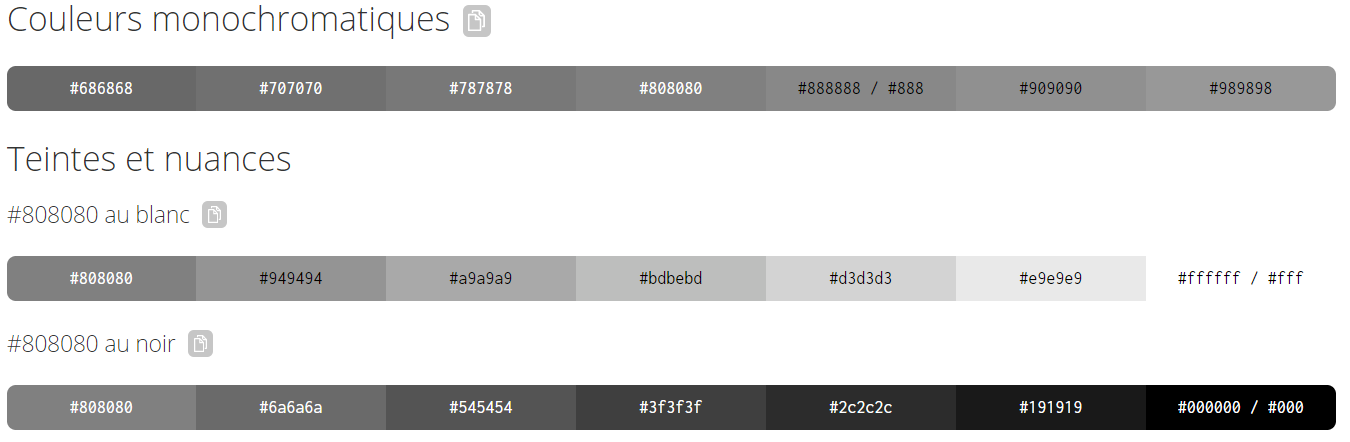 Couleurs monochromatiques
#686868 #707070 #787878 #808080 #888888 / #888 #909090 #989898
Teintes et nuances
#808080 au blanc
#808080 #949494 #a9a9a9 #bdbebd #d3d3d3 #e9e9e9 #ffffff / #fff
#808080 au noir
#808080 #6a6a6a #545454 #3f3f3f #2c2c2c #191919 #000000 / #000